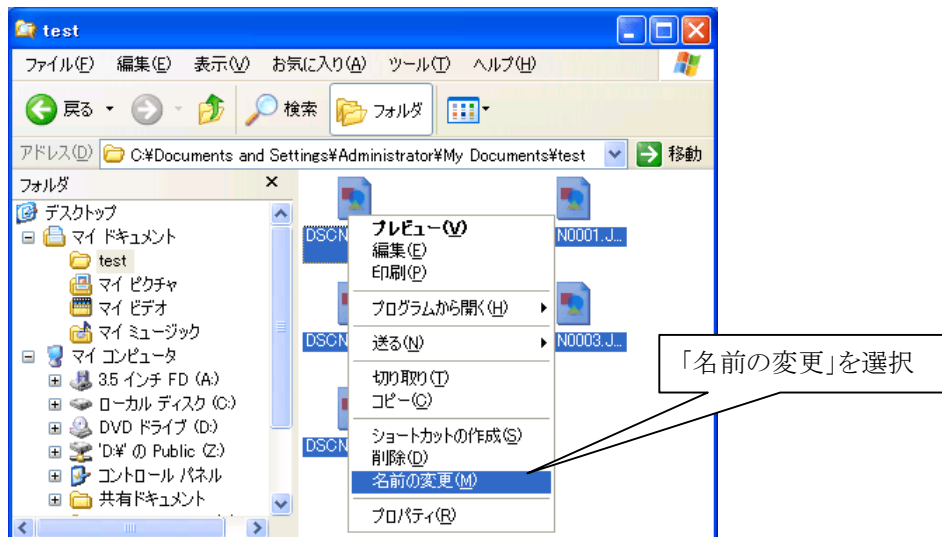 test
ファイル(F) 編集(E) 表示(V) お気に入り(A) ツール(T) ヘルプ(H)
戻る 検索 フォルダ
アドレス(D) C:¥Documents and Settings¥Administrator¥My Documents¥test 移動
フォルダ
デスクトップ
マイ ドキュメント
test
マイ ピクチャ
マイ ビデオ
マイ ミュージック
マイ コンピュータ
3.5 インチ FD (A:)
ローカル ディスク (C:)
DVD ドライブ (D:)
'D:¥' の Public (Z:)
コントロール パネル
共有ドキュメント
DSCN
N0001.J...
DSCN
N0003.J...
DSCN
プレビュー(V)
編集(E)
印刷(P)
プログラムから開く(H)
送る(N)
切り取り(T)
コピー(C)
ショートカットの作成(S)
削除(D)
名前の変更(M)
プロパティ(R)
「名前の変更」を選択